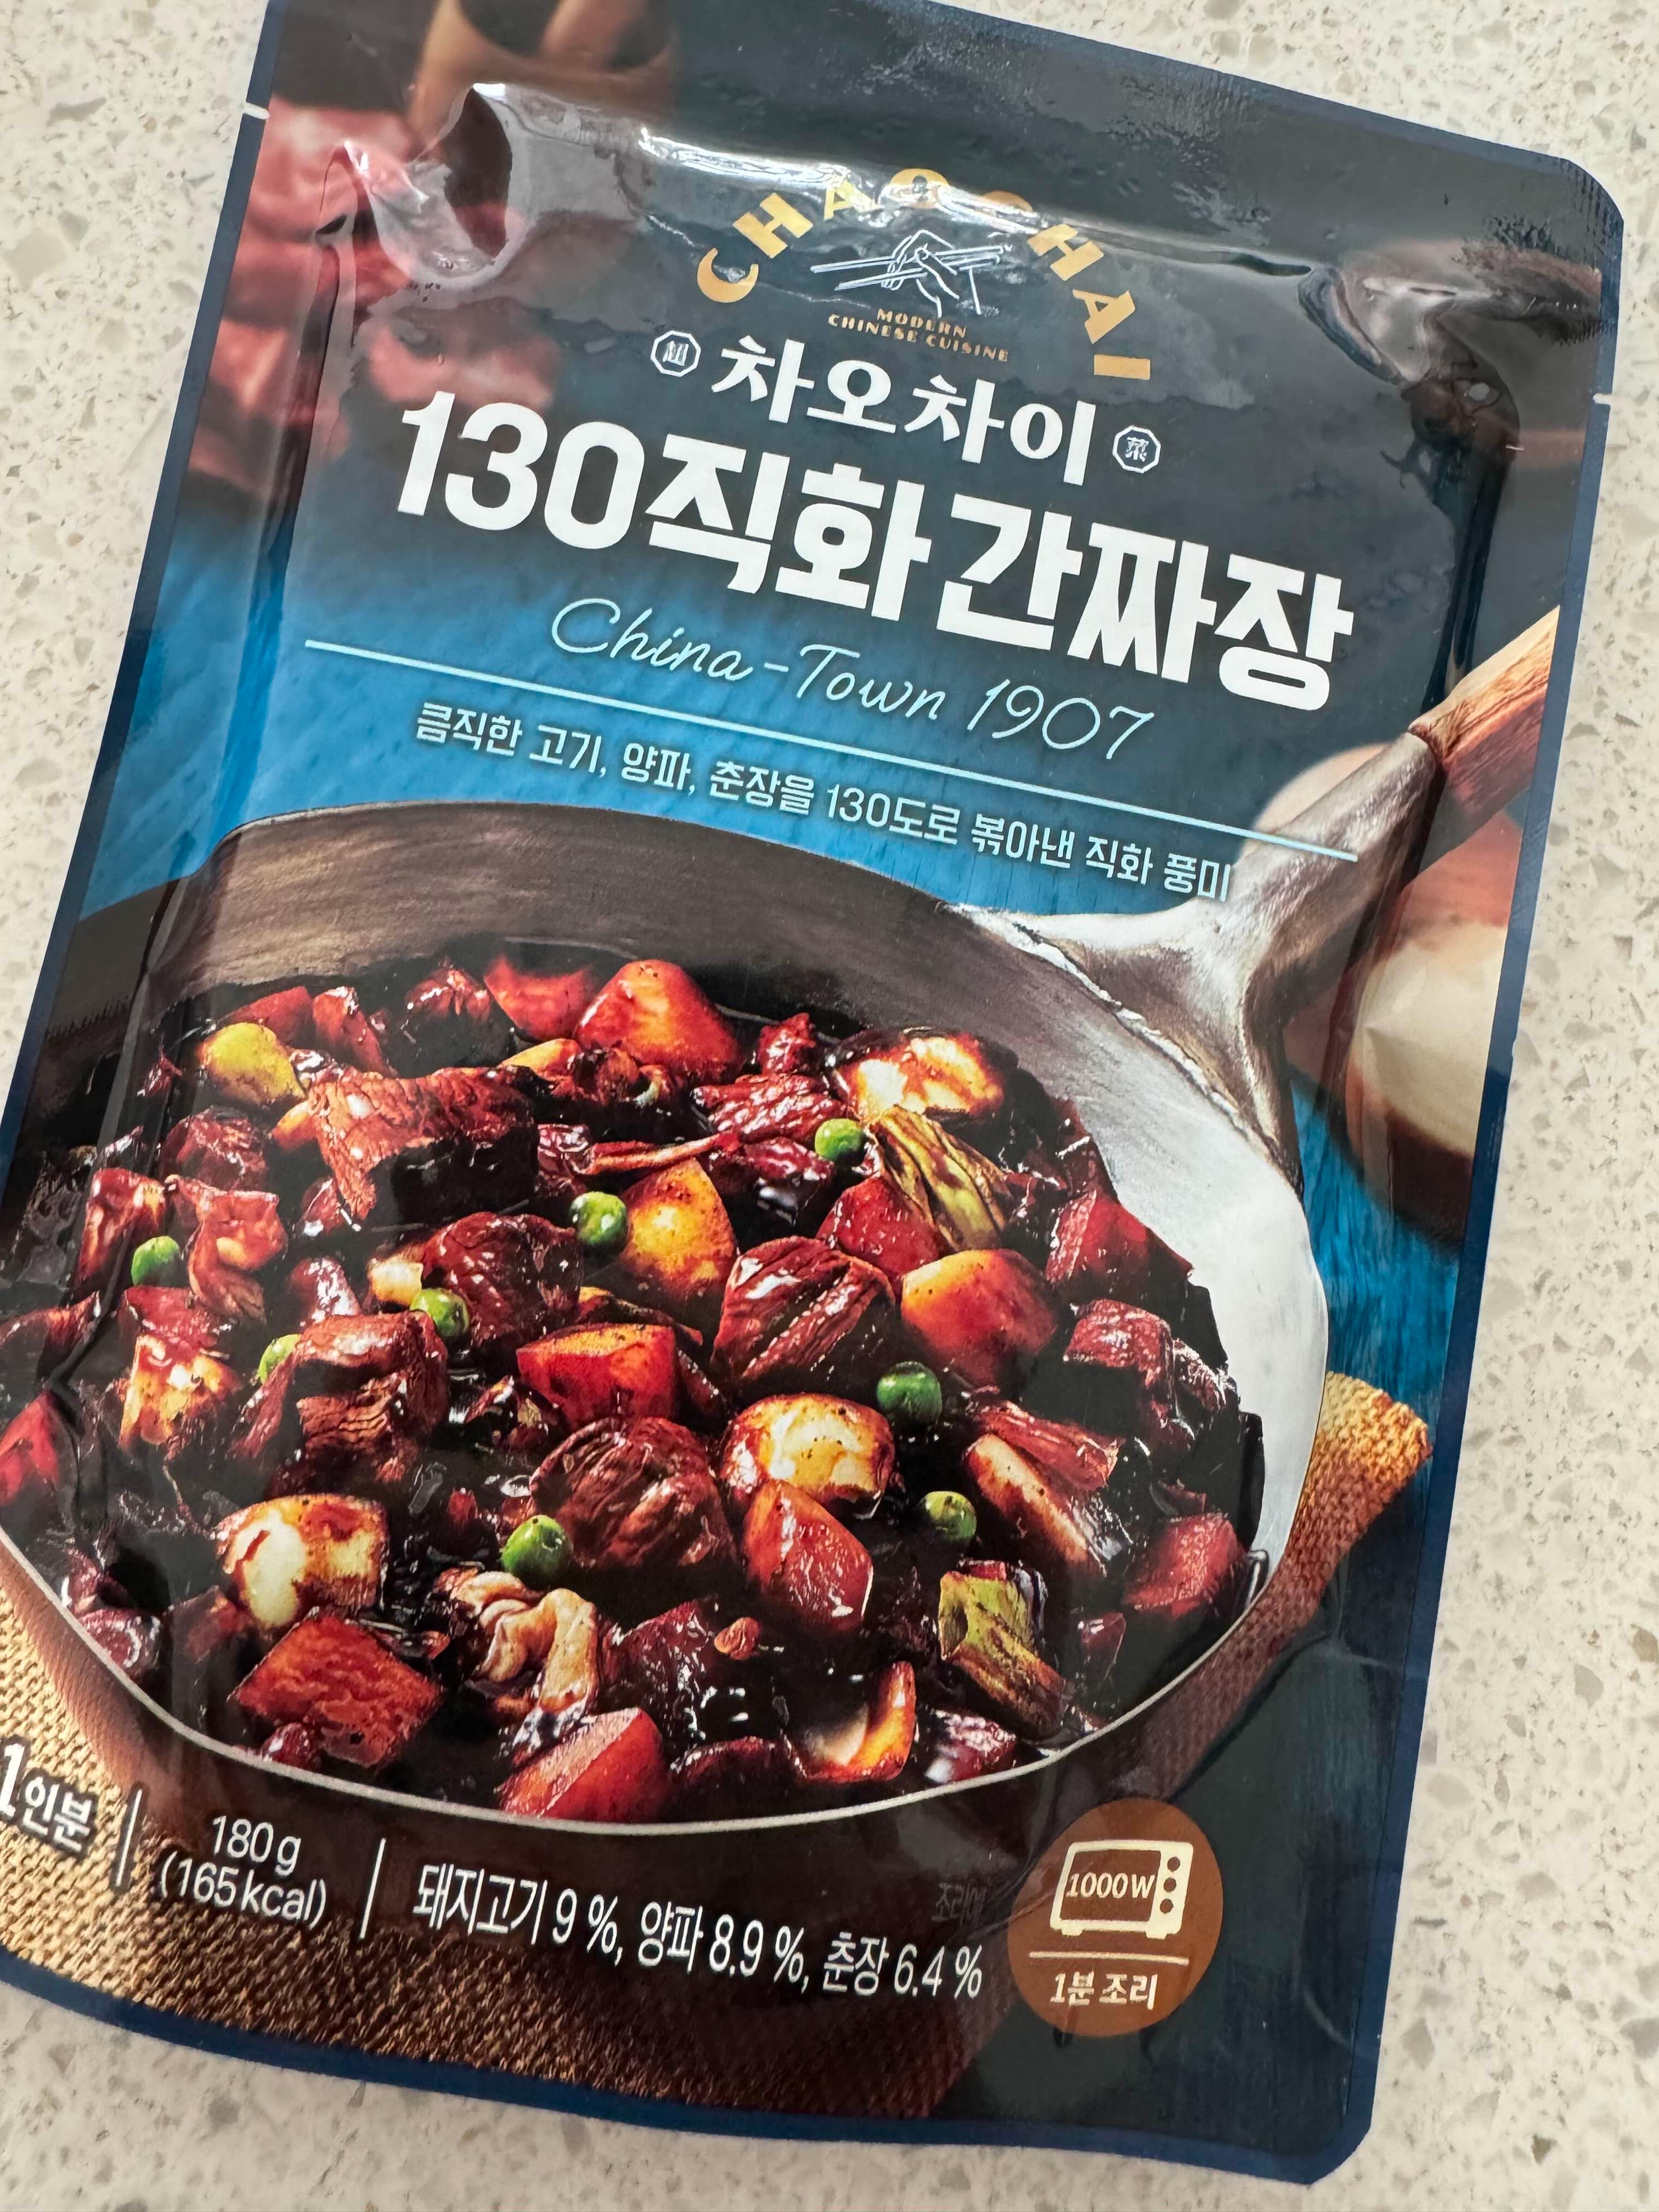 CHAOCHAI
MODERN
CHINESE CUISINE
超 차오차이 菜
130직화 간짜장
China-Town 1907
큼직한 고기, 양파, 춘장을 130도로 볶아낸 직화 풍미
1인분
180g
(165kcal)
돼지고기 9%, 양파 8.9%, 춘장 6.4%
1000W
1분 조리